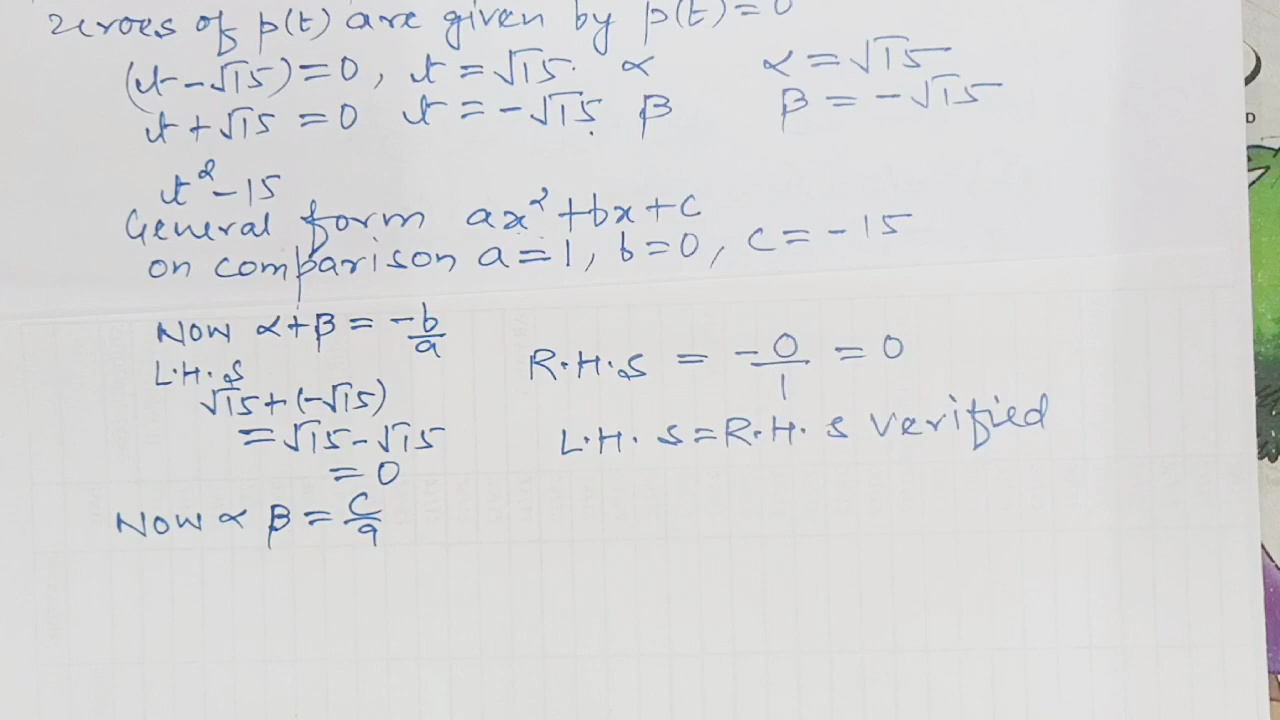 zeroes of p(t) are given by p(t)=0
(t-√15)=0, t=√15. α α=√15
t+√15=0 t=-√15 β β=-√15
t²-15
General form ax²+bx+c
on comparison a=1, b=0, c=-15
Now α+β=-b/a
L.H.S R.H.S = -0/1 = 0
√15+(-√15)
=√15-√15 L.H.S=R.H.S verified
=0
Now α β=c/a
D